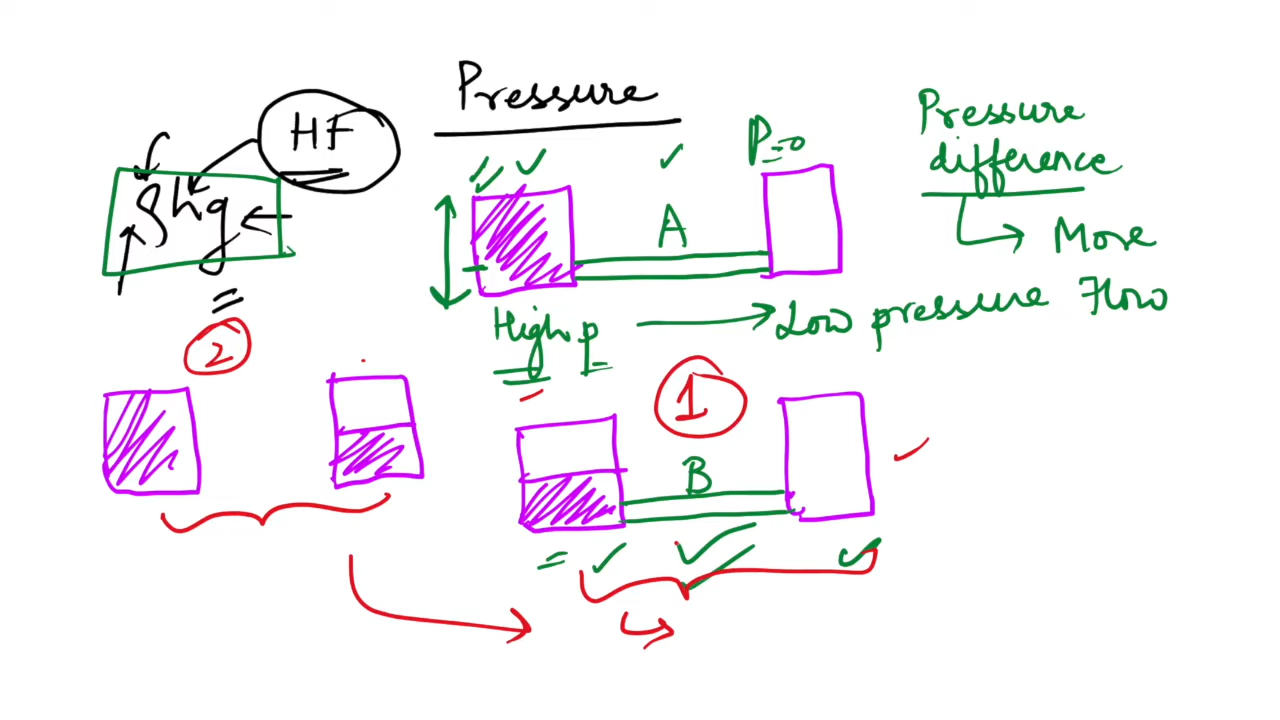 Pressure
HF
ρhg
=
2
P=0
A
High p → Low pressure
Pressure
difference
→ More
Flow
1
B
=